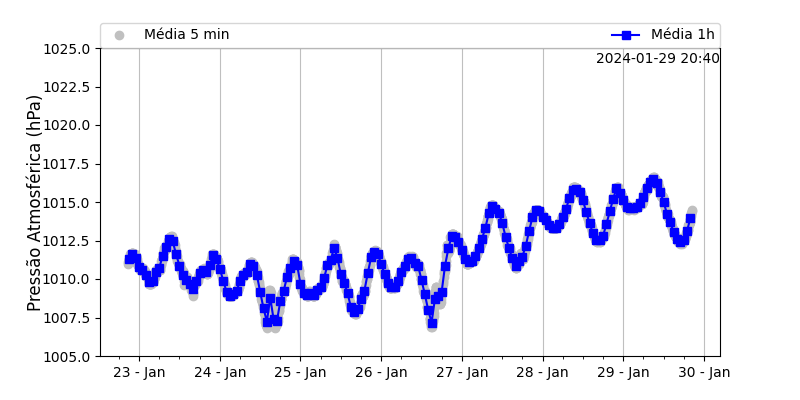 Média 5 min
Média 1h
2024-01-29 20:40
Pressão Atmosférica (hPa)
1025.0
1022.5
1020.0
1017.5
1015.0
1012.5
1010.0
1007.5
1005.0
23 - Jan
24 - Jan
25 - Jan
26 - Jan
27 - Jan
28 - Jan
29 - Jan
30 - Jan